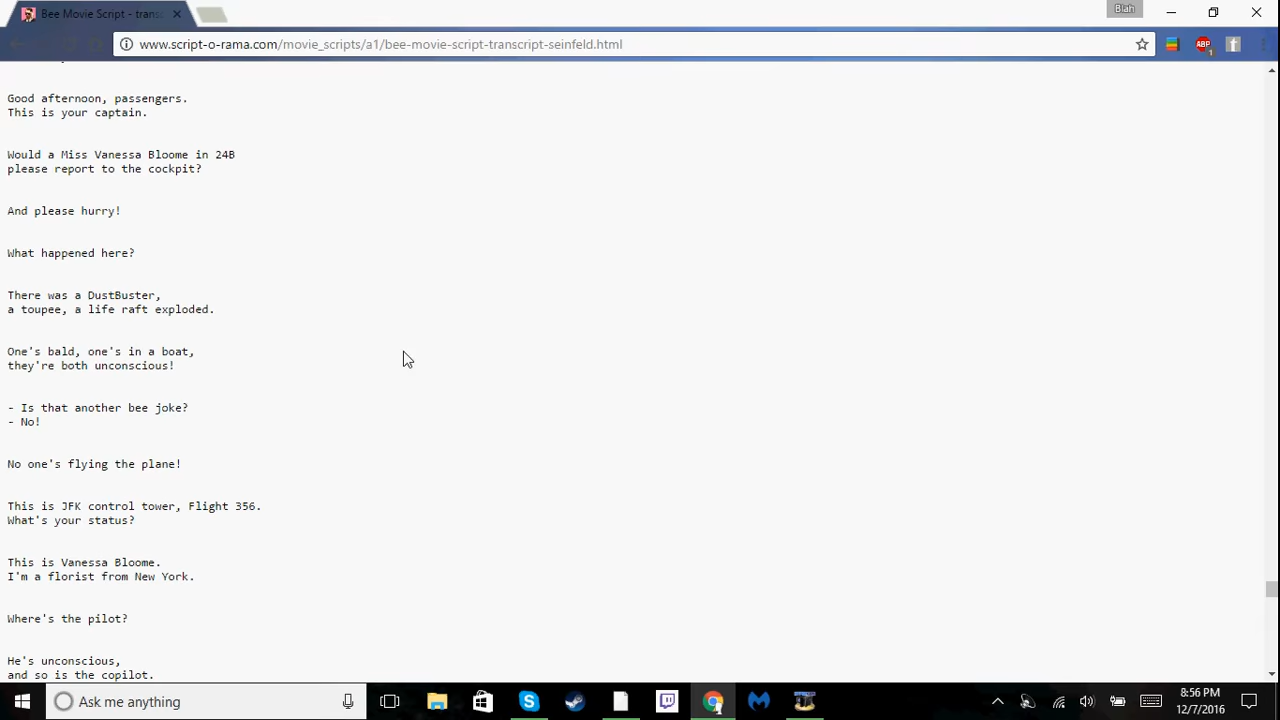 Bee Movie Script - trans
Blah
www.script-o-rama.com/movie_scripts/a1/bee-movie-script-transcript-seinfeld.html
ABP
1
Good afternoon, passengers.
This is your captain.
Would a Miss Vanessa Bloome in 24B
please report to the cockpit?
And please hurry!
What happened here?
There was a DustBuster,
a toupee, a life raft exploded.
One's bald, one's in a boat,
they're both unconscious!
- Is that another bee joke?
- No!
No one's flying the plane!
This is JFK control tower, Flight 356.
What's your status?
This is Vanessa Bloome.
I'm a florist from New York.
Where's the pilot?
He's unconscious,
and so is the copilot.
Ask me anything
8:56 PM
12/7/2016